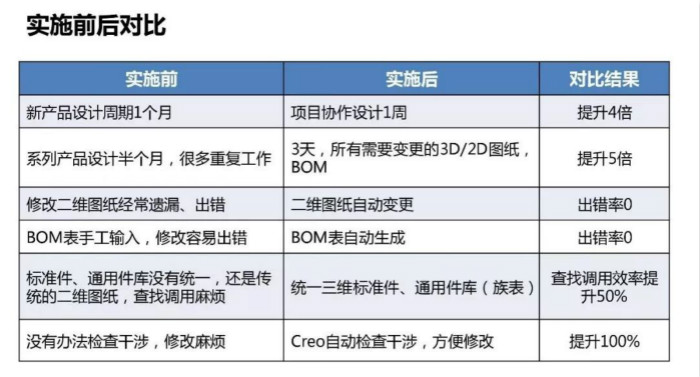 实施前后对比
实施前 实施后 对比结果
新产品设计周期1个月 项目协作设计1周 提升4倍
系列产品设计半个月，很多重复工作 3天，所有需要变更的3D/2D图纸， 提升5倍
BOM
修改二维图纸经常遗漏、出错 二维图纸自动变更 出错率0
BOM表手工输入，修改容易出错 BOM表自动生成 出错率0
标准件、通用件库没有统一，还是传 统一三维标准件、通用件库（族表） 查找调用效率提
统的二维图纸，查找调用麻烦 升50%
没有办法检查干涉，修改麻烦 Creo自动检查干涉，方便修改 提升100%